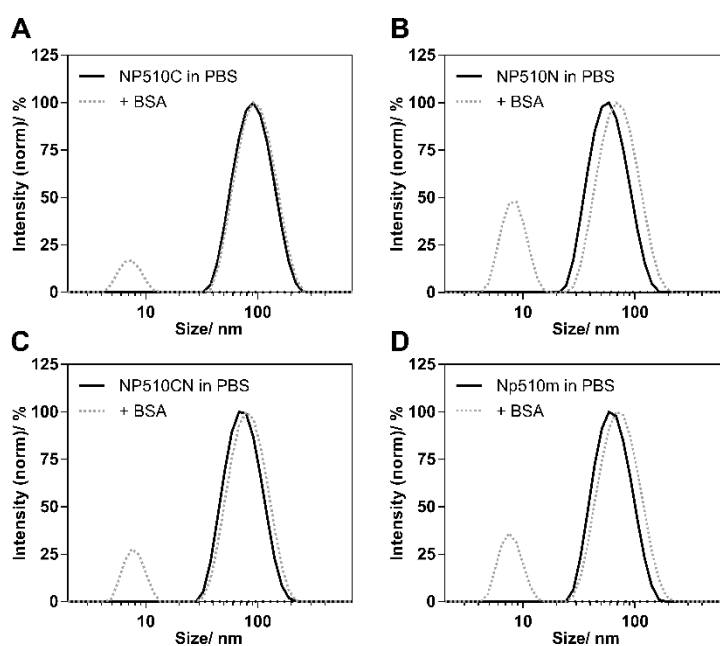 A
125
100
75
50
25
0
Intensity (norm)/ %
NP510C in PBS
+ BSA
10
100
Size/ nm
B
125
100
75
50
25
0
Intensity (norm)/ %
NP510N in PBS
+ BSA
10
100
Size/ nm
C
125
100
75
50
25
0
Intensity (norm)/ %
NP510CN in PBS
+ BSA
10
100
Size/ nm
D
125
100
75
50
25
0
Intensity (norm)/ %
Np510m in PBS
+ BSA
10
100
Size/ nm